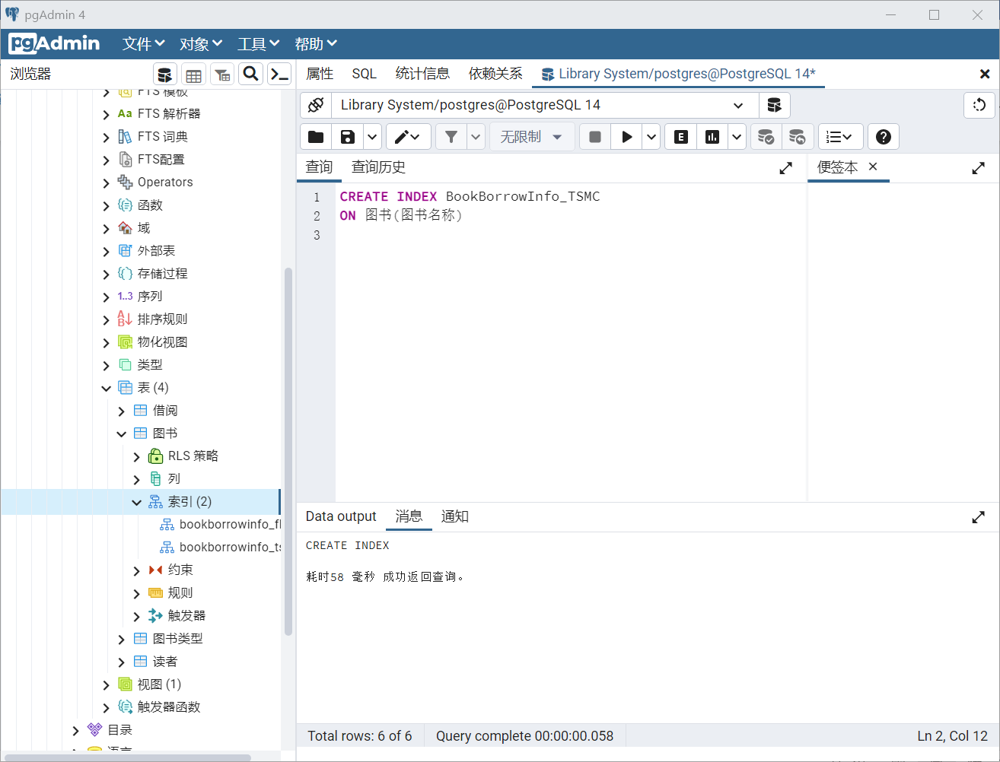 pgAdmin 4
pgAdmin 文件 对象 工具 帮助
浏览器
属性 SQL 统计信息 依赖关系 Library System/postgres@PostgreSQL 14*
Library System/postgres@PostgreSQL 14
无限制
查询 查询历史
便签本
1 CREATE INDEX BookBorrowInfo_TSMC
2 ON 图书(图书名称)
3
FTS 模板
Aa FTS 解析器
FTS 词典
FTS配置
Operators
函数
域
外部表
存储过程
1..3 序列
排序规则
物化视图
类型
表 (4)
借阅
图书
RLS 策略
列
索引 (2)
bookborrowinfo_fl
bookborrowinfo_ts
约束
规则
触发器
图书类型
读者
视图 (1)
触发器函数
目录
语言
Data output 消息 通知
CREATE INDEX
耗时58 毫秒 成功返回查询。
Total rows: 6 of 6 Query complete 00:00:00.058 Ln 2, Col 12